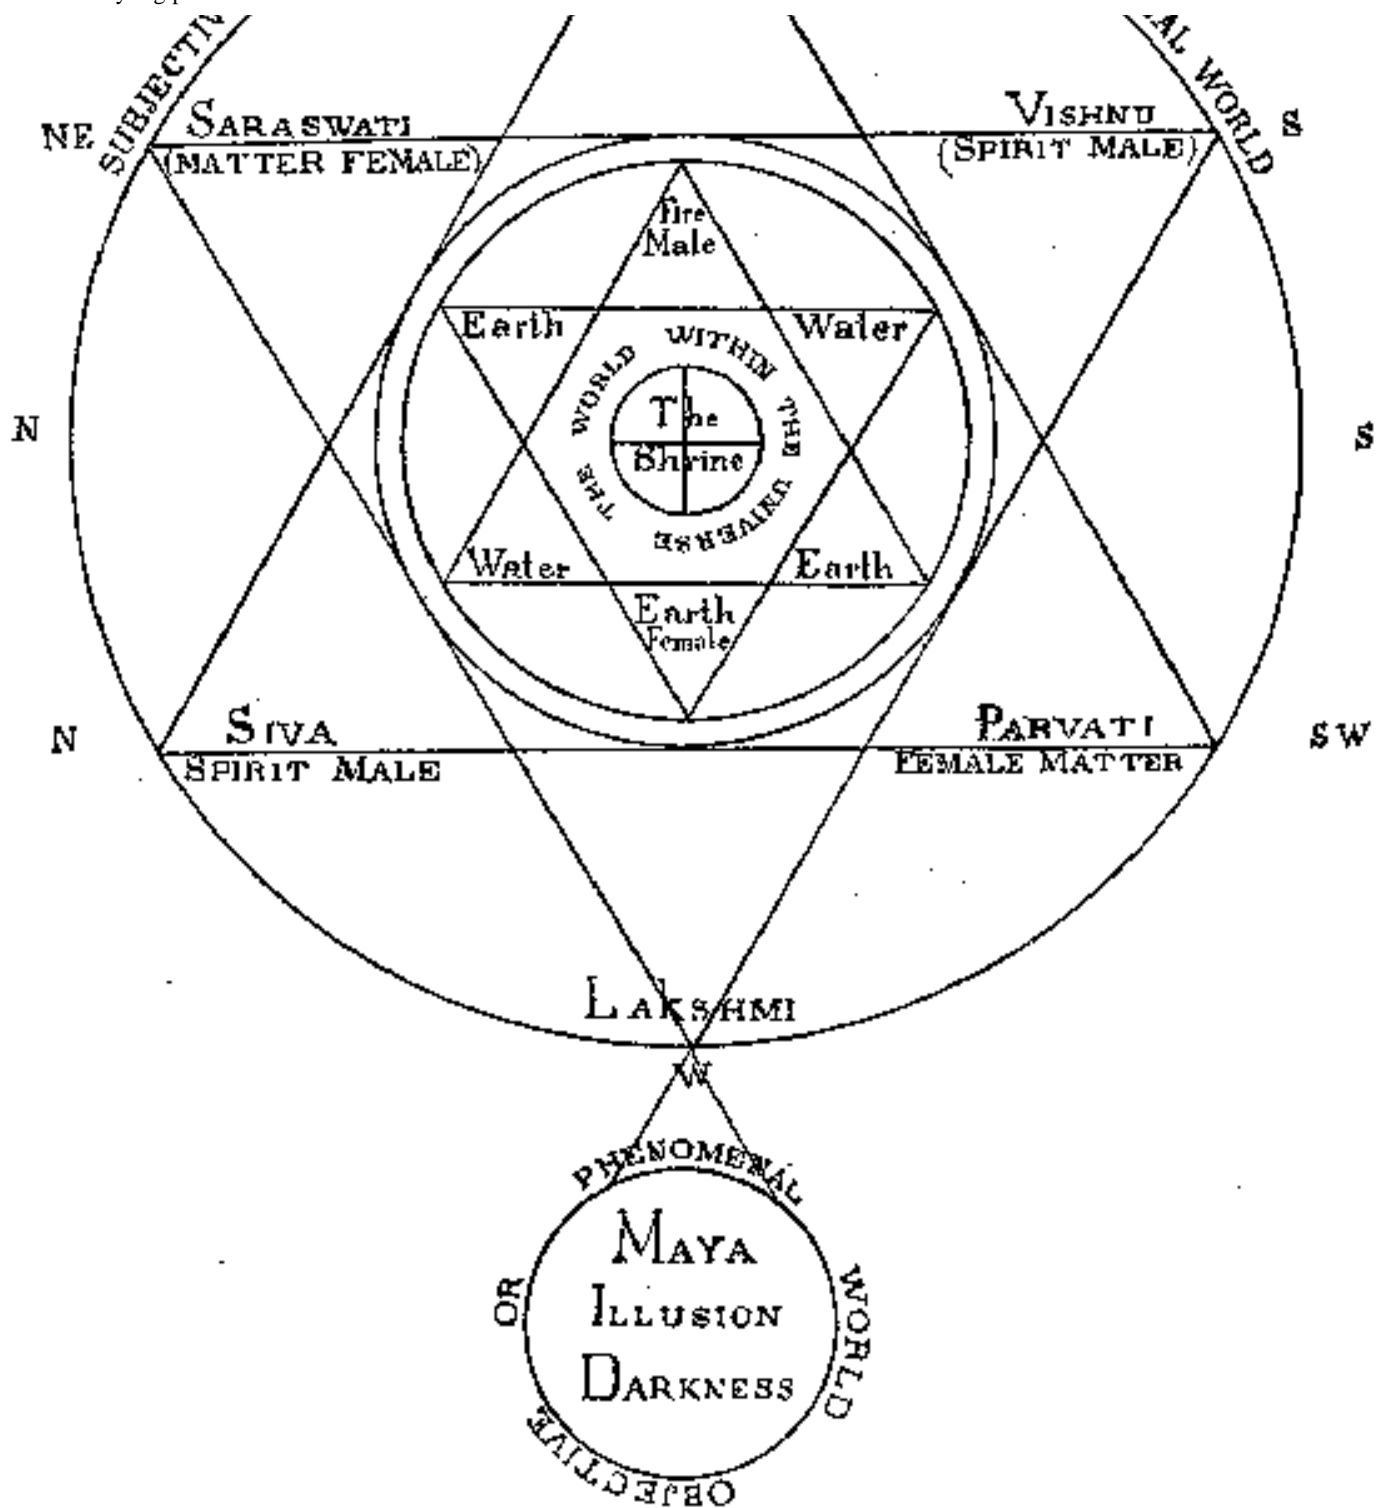 SUBJECTIV
AL WORLD
NE
SARASWATI
(MATTER FEMALE)
VISHNU
(SPIRIT MALE)
S
Fire
Male
Earth
Water
THE WORLD WITHIN THE UNIVERSE
The
Shrine
N
S
Water
Earth
Earth
Female
N
SIVA
SPIRIT MALE
PARVATI
FEMALE MATTER
SW
LAKSHMI
W
OBJECTIVE OR PHENOMENAL WORLD
MAYA
ILLUSION
DARKNESS